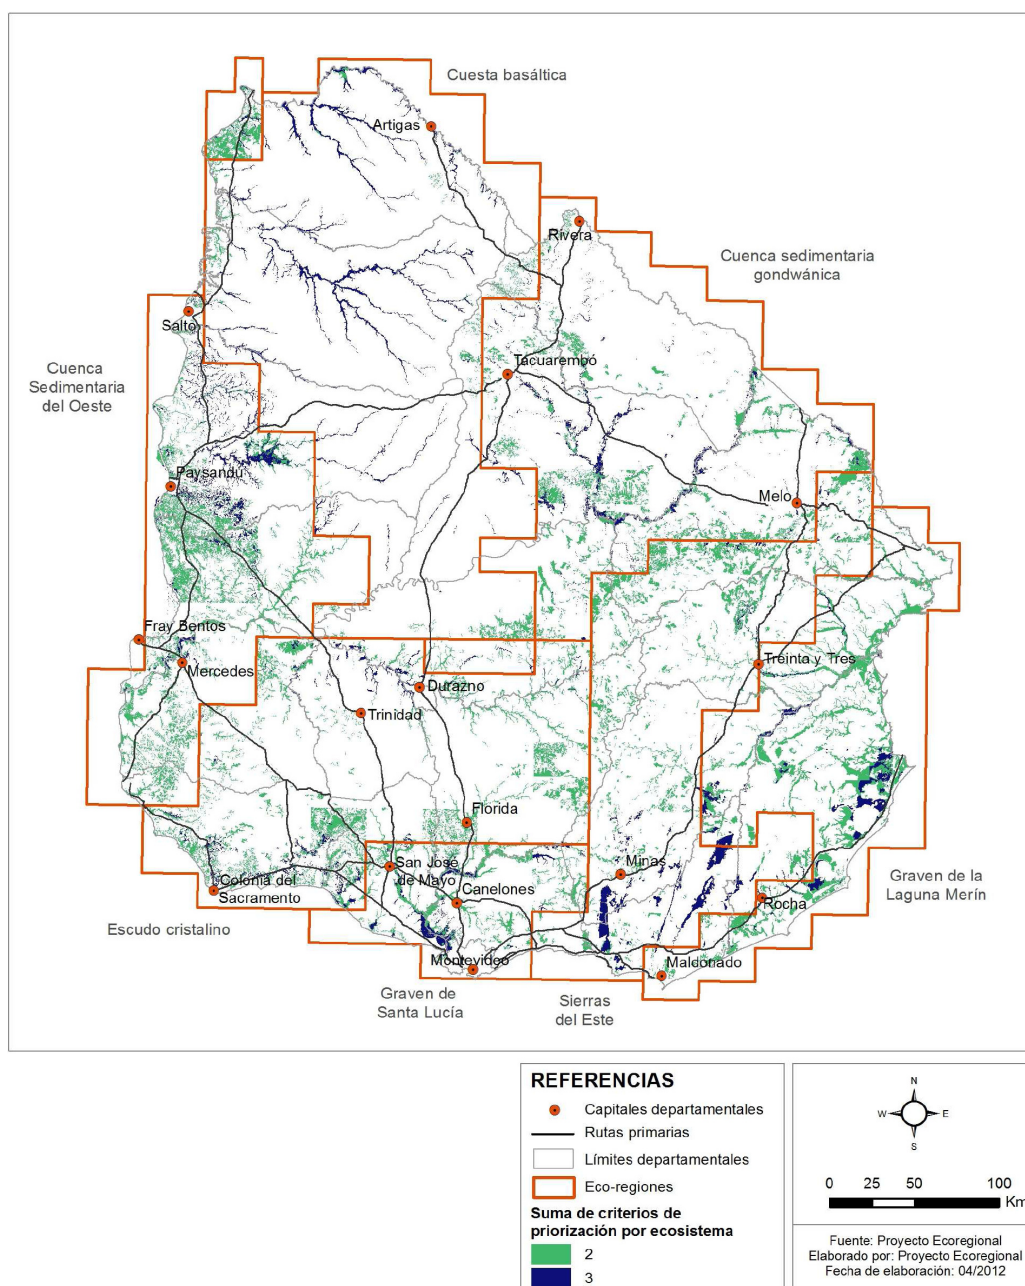 Cuesta basáltica
Artigas
Rivera
Cuenca sedimentaria
gondwánica
Salto
Tacuarembó
Cuenca
Sedimentaria
del Oeste
Paysandú
Melo
Fray Bentos
Mercedes
Treinta y Tres
Durazno
Trinidad
Florida
San José
de Mayo
Minas
Canelones
Colonia del
Sacramento
Rocha
Graven de la
Laguna Merín
Escudo cristalino
Montevideo
Maldonado
Graven de
Santa Lucía
Sierras
del Este
REFERENCIAS
Capitales departamentales
Rutas primarias
Límites departamentales
Eco-regiones
Suma de criterios de
priorización por ecosistema
2
3
N
W E
S
0 25 50 100
Km
Fuente: Proyecto Ecoregional
Elaborado por: Proyecto Ecoregional
Fecha de elaboración: 04/2012